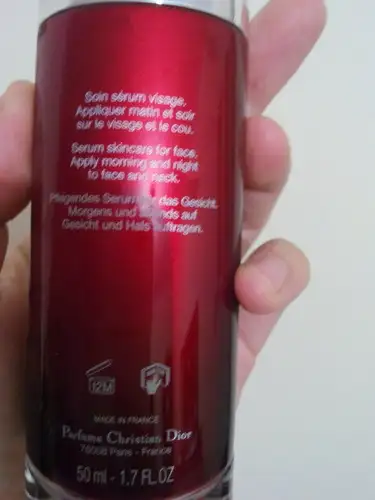 Soin sérum visage.
Appliquer matin et soir
sur le visage et le cou.
Serum skincare for face.
Apply morning and night
to face and neck.
Pflegendes Serum für das Gesicht.
Morgens und abends auf
Gesicht und Hals auftragen.
12M
MADE IN FRANCE
Parfums Christian Dior
75008 Paris - France
50 ml - 1.7 FL.OZ